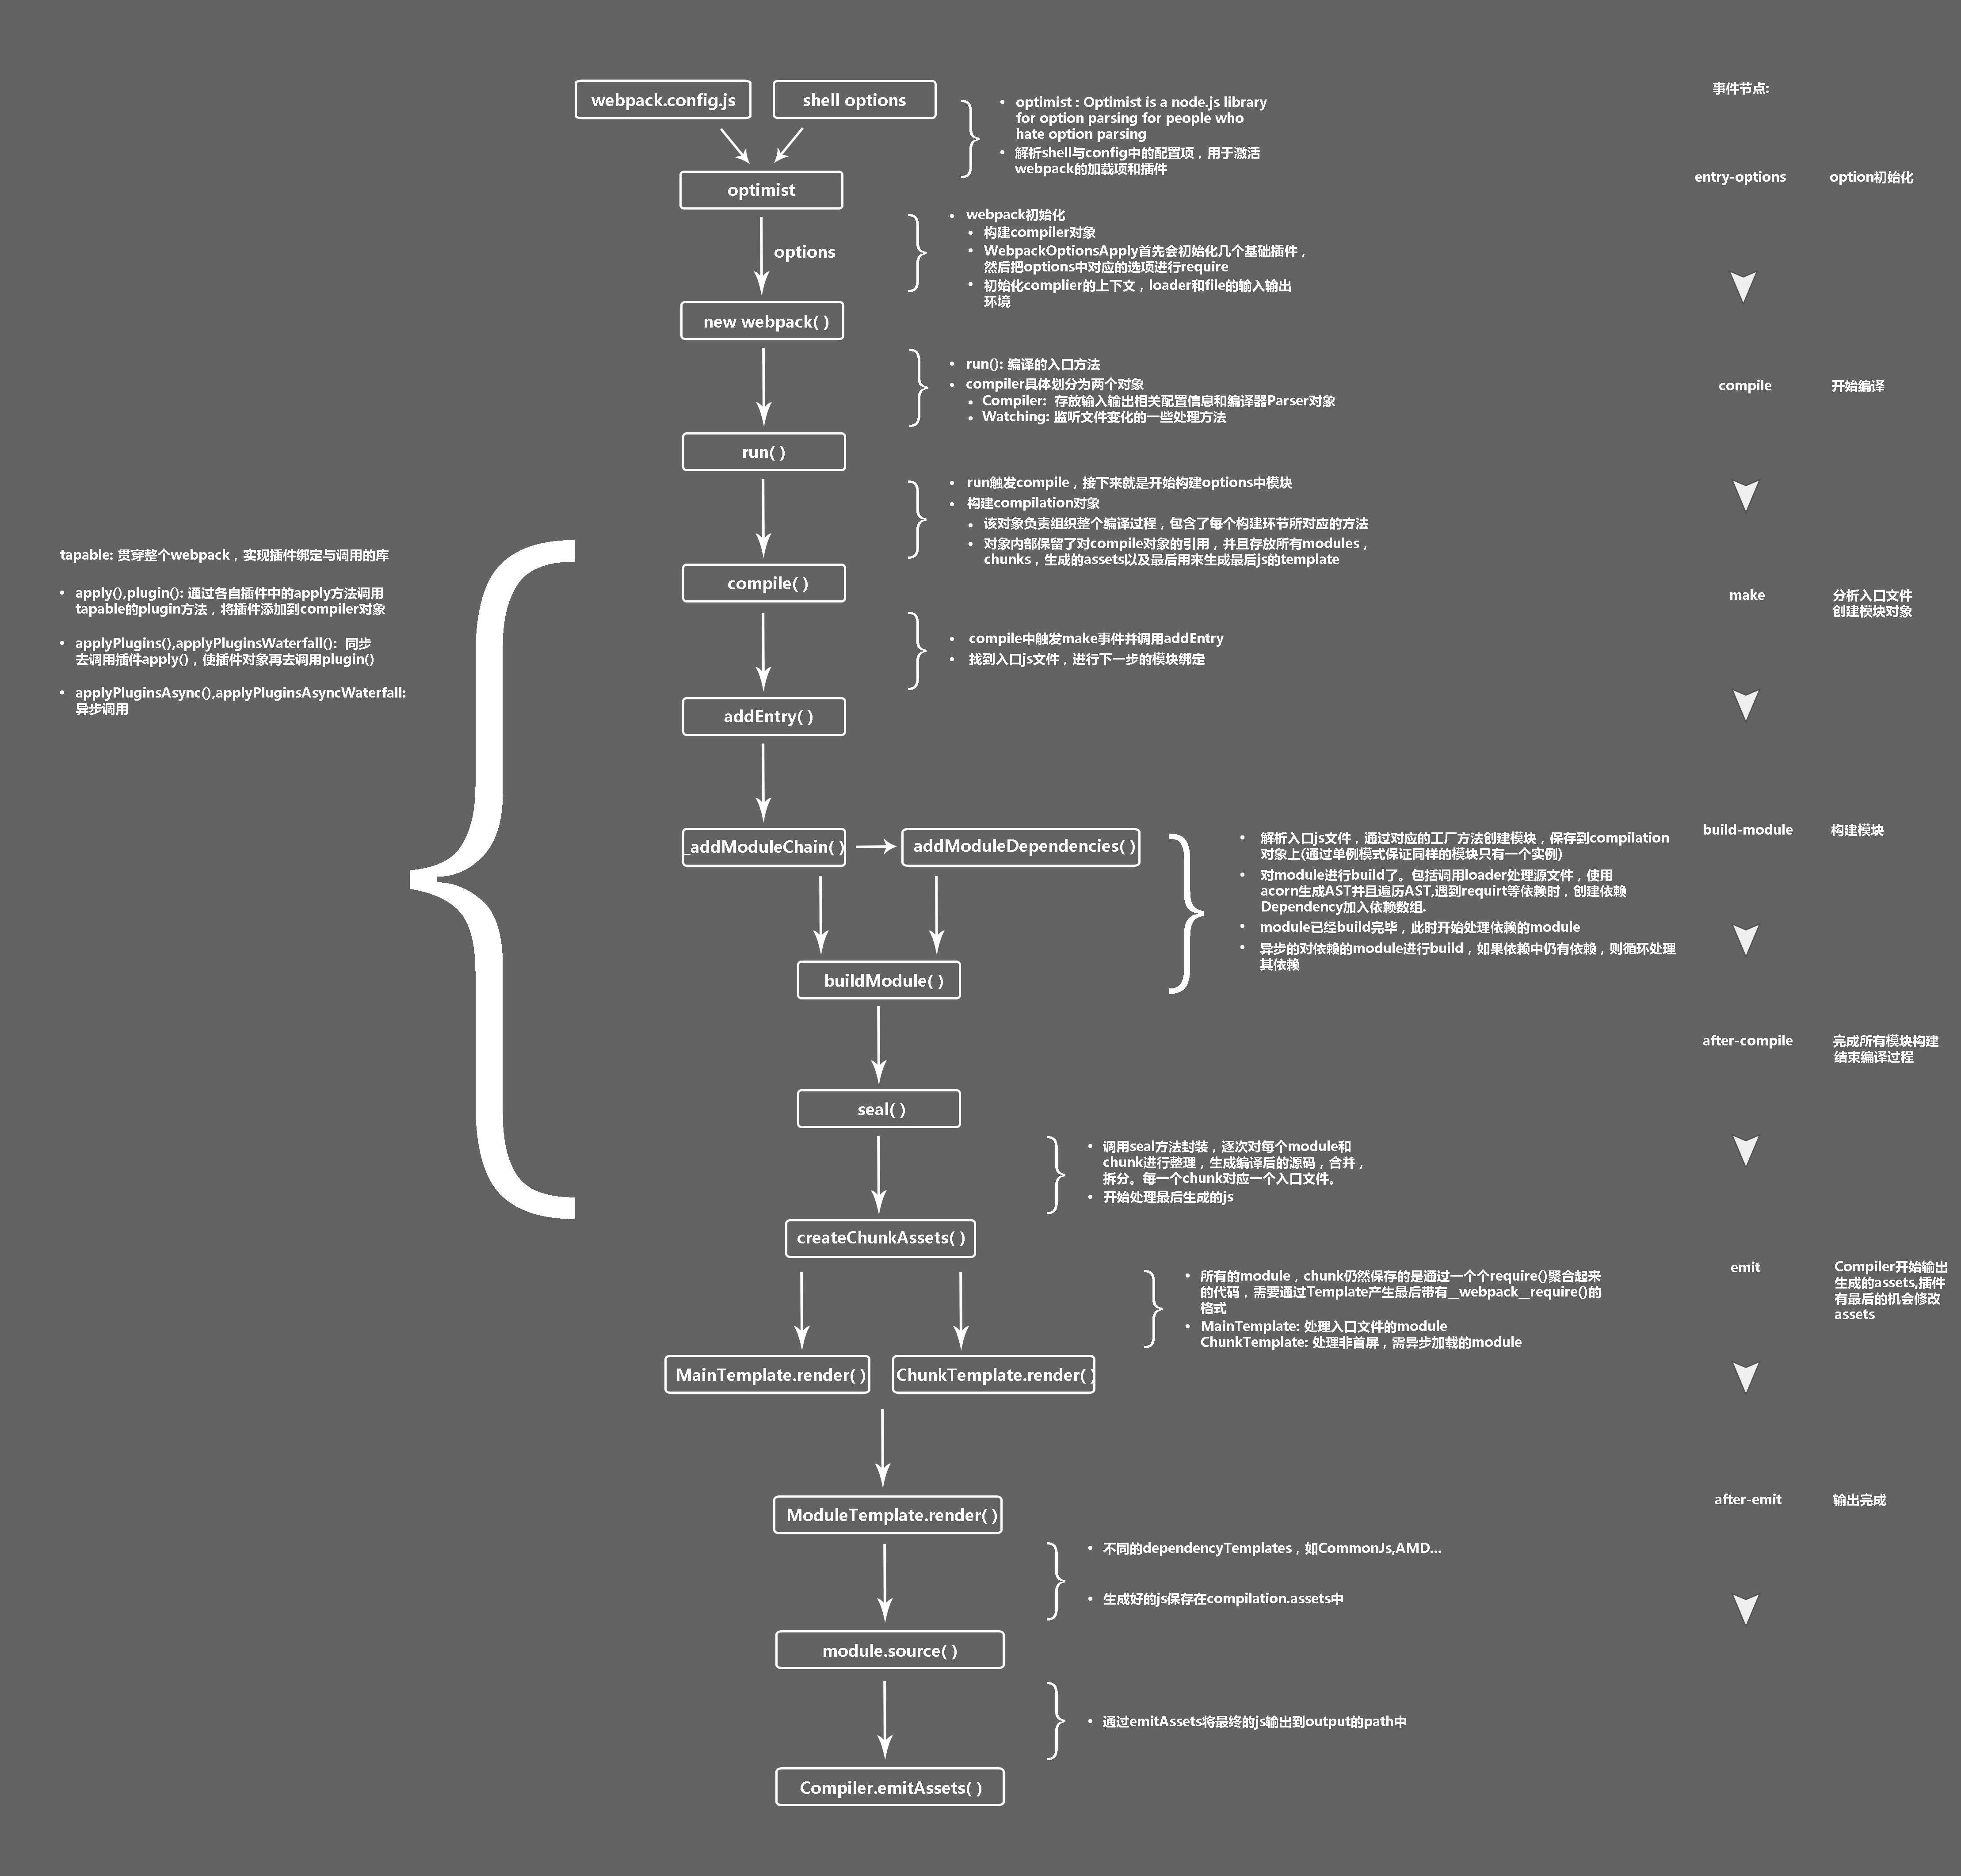 webpack.config.js
shell options
optimist
options
new webpack( )
run( )
compile( )
addEntry( )
_addModuleChain( )
addModuleDependencies( )
buildModule( )
seal( )
createChunkAssets( )
MainTemplate.render( )
ChunkTemplate.render( )
ModuleTemplate.render( )
module.source( )
Compiler.emitAssets( )
• optimist : Optimist is a node.js library
for option parsing for people who
hate option parsing
• 解析shell与config中的配置项，用于激活
webpack的加载项和插件
• webpack初始化
• 构建compiler对象
• WebpackOptionsApply首先会初始化几个基础插件，
然后把options中对应的选项进行require
• 初始化complier的上下文，loader和file的输入输出
环境
• run(): 编译的入口方法
• compiler具体划分为两个对象
• Compiler: 存放输入输出相关配置信息和编译器Parser对象
• Watching: 监听文件变化的一些处理方法
• run触发compile，接下来就是开始构建options中模块
• 构建compilation对象
• 该对象负责组织整个编译过程，包含了每个构建环节所对应的方法
• 对象内部保留了对compile对象的引用，并且存放所有modules，
chunks，生成的assets以及最后用来生成最后js的template
• compile中触发make事件并调用addEntry
• 找到入口js文件，进行下一步的模块绑定
• 解析入口js文件，通过对应的工厂方法创建模块，保存到compilation
对象上(通过单例模式保证同样的模块只有一个实例)
• 对module进行build了。包括调用loader处理源文件，使用
acorn生成AST并且遍历AST,遇到requirt等依赖时，创建依赖
Dependency加入依赖数组.
• module已经build完毕，此时开始处理依赖的module
• 异步的对依赖的module进行build，如果依赖中仍有依赖，则循环处理
其依赖
• 调用seal方法封装，逐次对每个module和
chunk进行整理，生成编译后的源码，合并，
拆分。每一个chunk对应一个入口文件。
• 开始处理最后生成的js
• 所有的module，chunk仍然保存的是通过一个个require()聚合起来
的代码，需要通过Template产生最后带有__webpack__require()的
格式
• MainTemplate: 处理入口文件的module
ChunkTemplate: 处理非首屏，需异步加载的module
• 不同的dependencyTemplates，如CommonJs,AMD...
• 生成好的js保存在compilation.assets中
• 通过emitAssets将最终的js输出到output的path中
tapable: 贯穿整个webpack，实现插件绑定与调用的库
• apply(),plugin(): 通过各自插件中的apply方法调用
tapable的plugin方法，将插件添加到compiler对象
• applyPlugins(),applyPluginsWaterfall(): 同步
去调用插件apply()，使插件对象再去调用plugin()
• applyPluginsAsync(),applyPluginsAsyncWaterfall:
异步调用
事件节点:
entry-options option初始化
compile 开始编译
make 分析入口文件
创建模块对象
build-module 构建模块
after-compile 完成所有模块构建
结束编译过程
emit Compiler开始输出
生成的assets,插件
有最后的机会修改
assets
after-emit 输出完成